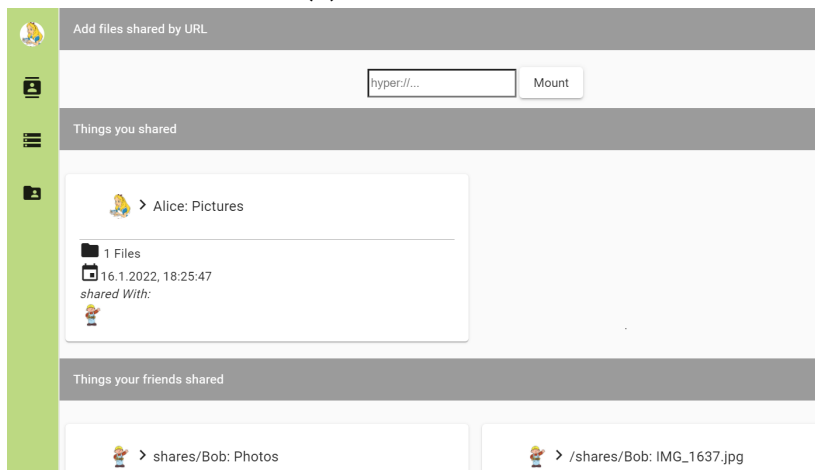 Add files shared by URL
hyper://...
Mount
Things you shared
Alice: Pictures
1 Files
16.1.2022, 18:25:47
shared With:
Things your friends shared
shares/Bob: Photos
/shares/Bob: IMG_1637.jpg